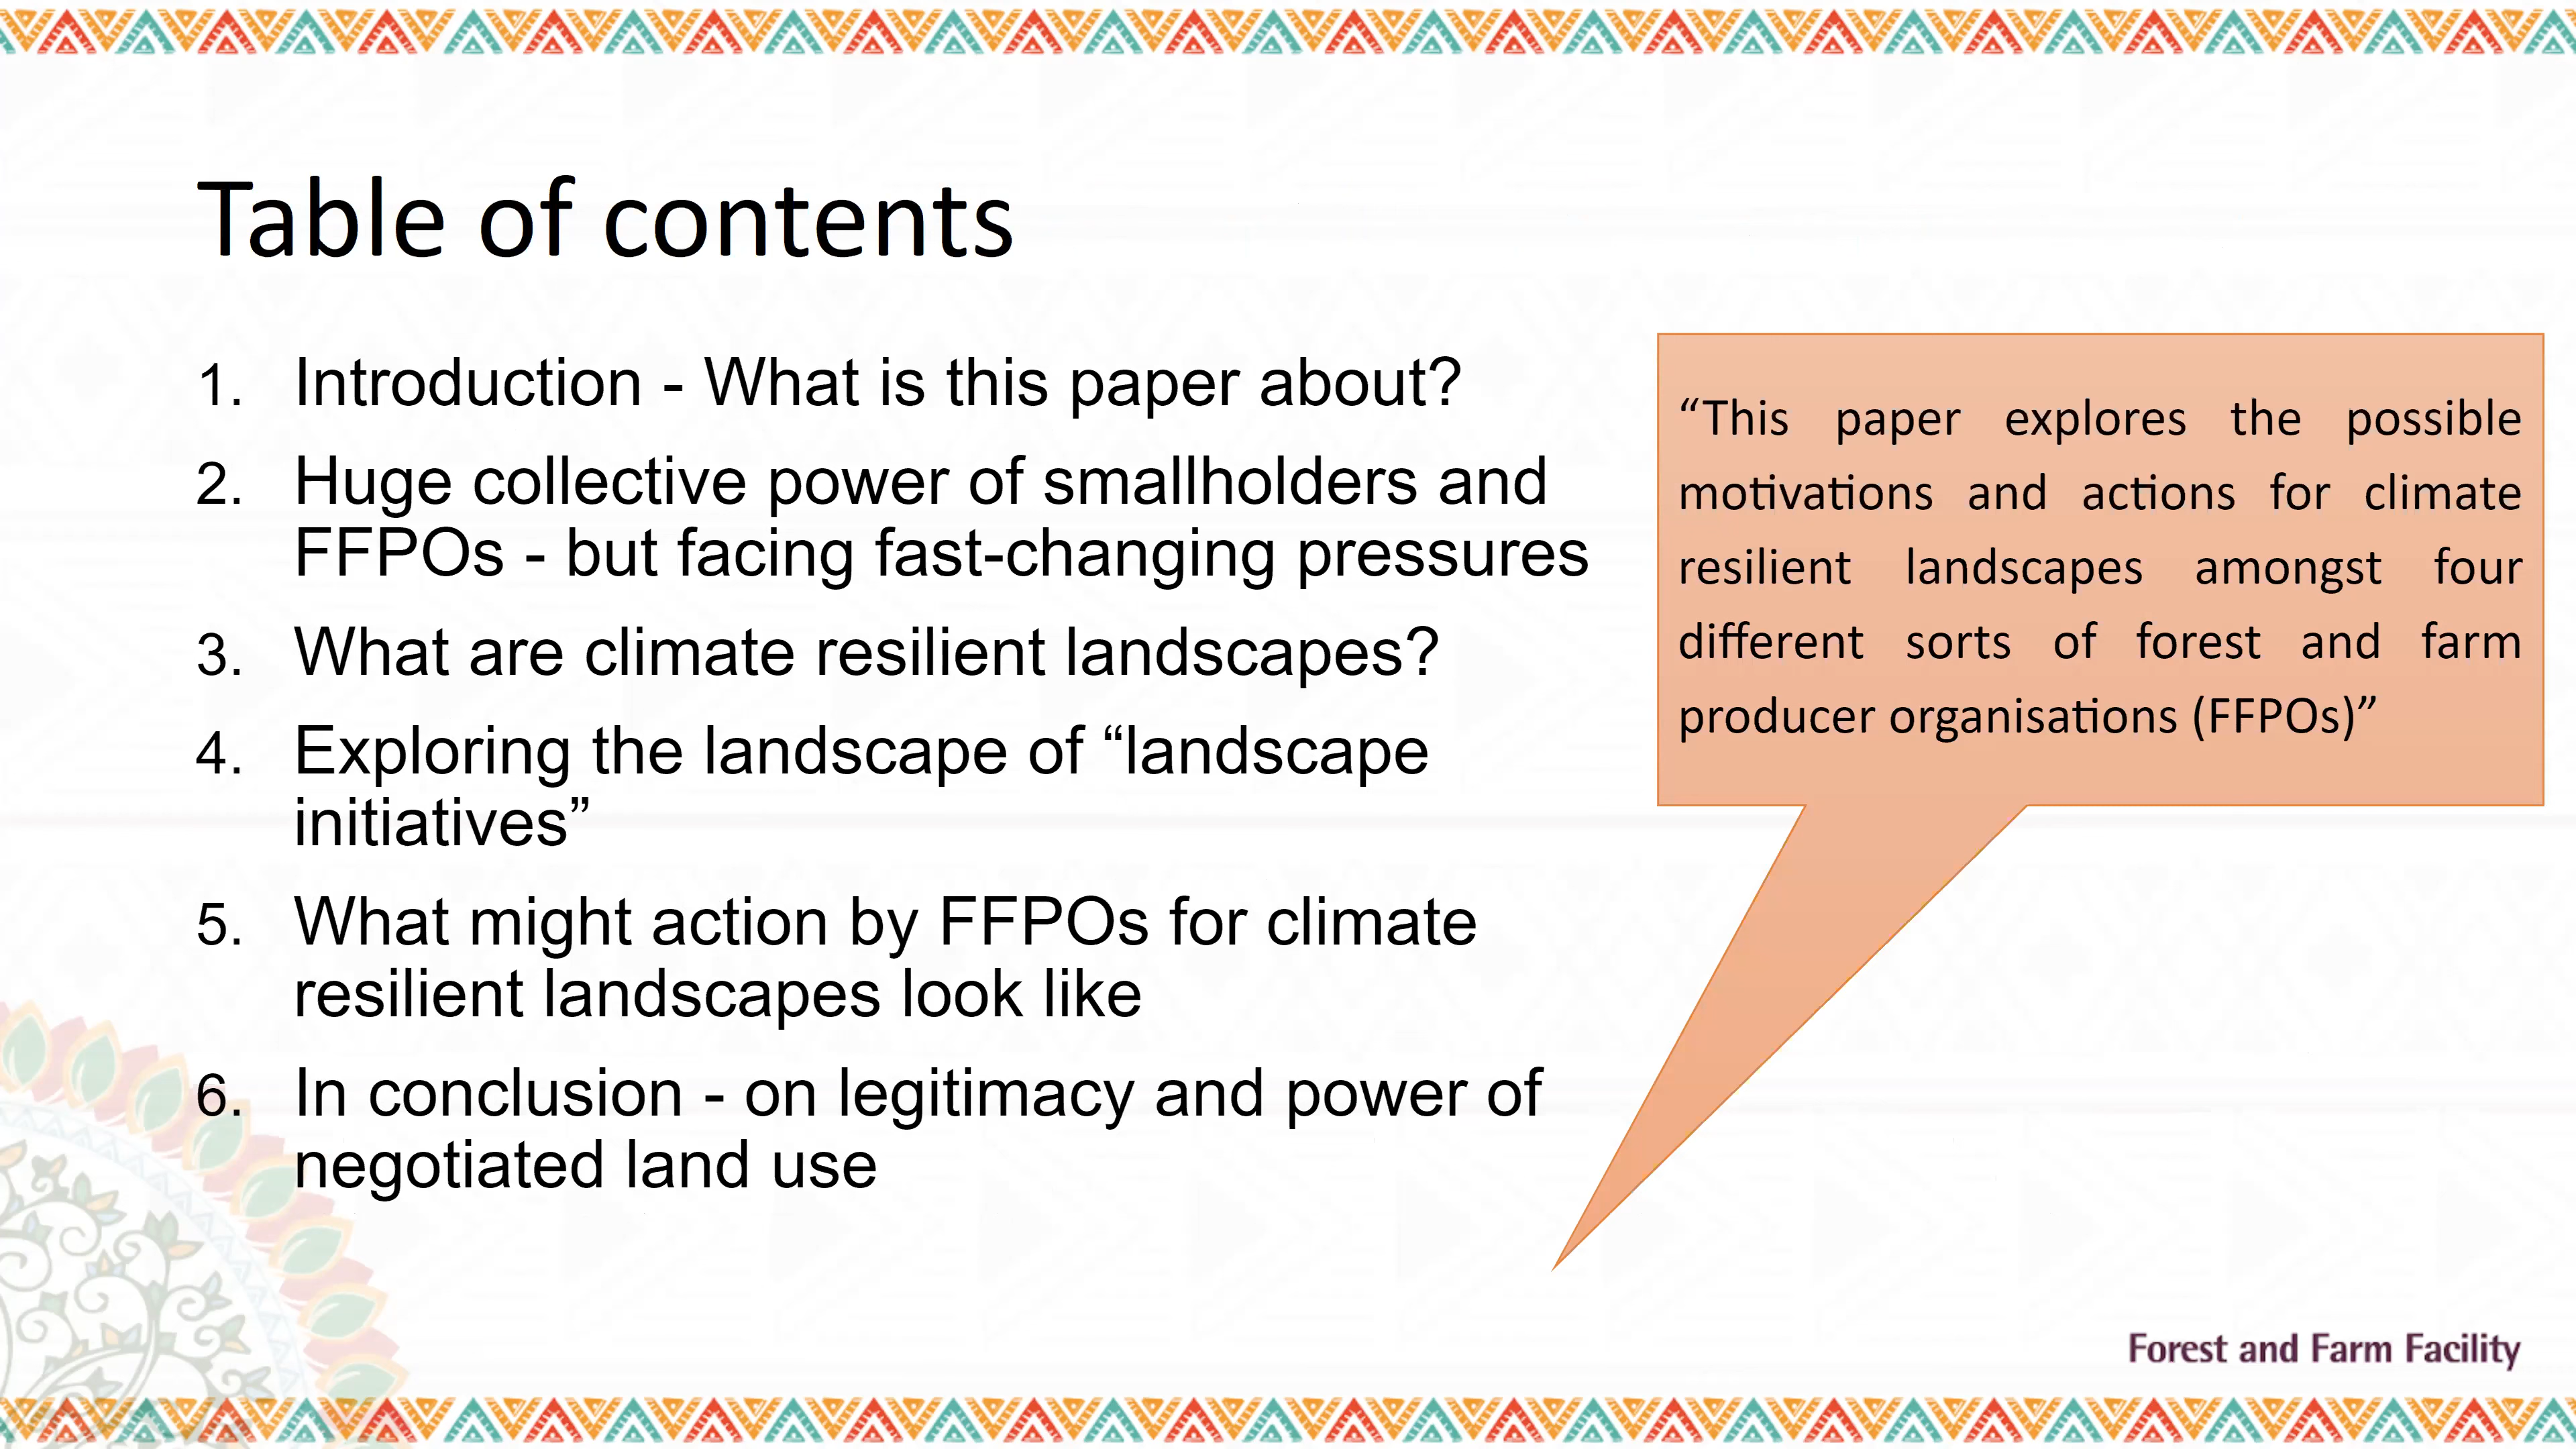 Table of contents
1. Introduction - What is this paper about?
2. Huge collective power of smallholders and
FFPOs - but facing fast-changing pressures
3. What are climate resilient landscapes?
4. Exploring the landscape of “landscape
initiatives”
5. What might action by FFPOs for climate
resilient landscapes look like
6. In conclusion - on legitimacy and power of
negotiated land use
“This paper explores the possible
motivations and actions for climate
resilient landscapes amongst four
different sorts of forest and farm
producer organisations (FFPOs)”
Forest and Farm Facility